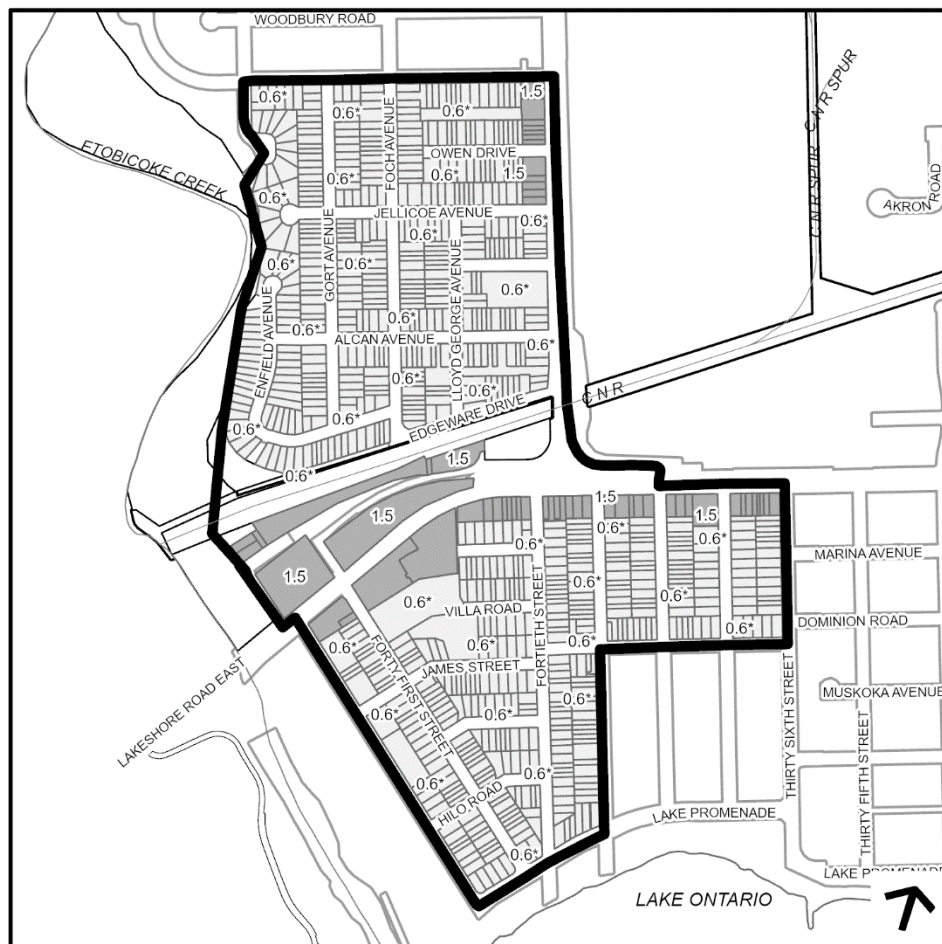 WOODBURY ROAD
C N R SPUR
C N R SPUR
ETOBICOKE CREEK
0.6*
0.6*
FOCH AVENUE
0.6*
1.5
OWEN DRIVE
0.6*
0.6*
1.5
0.6*
AKRON
ROAD
JELLICOE AVENUE
0.6*
0.6*
GORT AVENUE
0.6*
LLOYD GEORGE AVENUE
0.6*
0.6*
ENFIELD AVENUE
0.6*
0.6*
ALCAN AVENUE
0.6*
0.6*
0.6*
C N R
0.6*
EDGEWARE DRIVE
0.6*
0.6*
1.5
1.5
1.5
1.5
0.6*
0.6*
0.6*
MARINA AVENUE
1.5
0.6*
0.6*
0.6*
VILLA ROAD
FORTIETH STREET
0.6*
0.6*
DOMINION ROAD
0.6*
0.6*
0.6*
JAMES STREET
FORTY FIRST STREET
0.6*
THIRTY SIXTH STREET
MUSKOKA AVENUE
LAKESHORE ROAD EAST
0.6*
0.6*
THIRTY FIFTH STREET
0.6*
0.6*
HILO ROAD
LAKE PROMENADE
0.6*
LAKE PROMENADE
LAKE ONTARIO